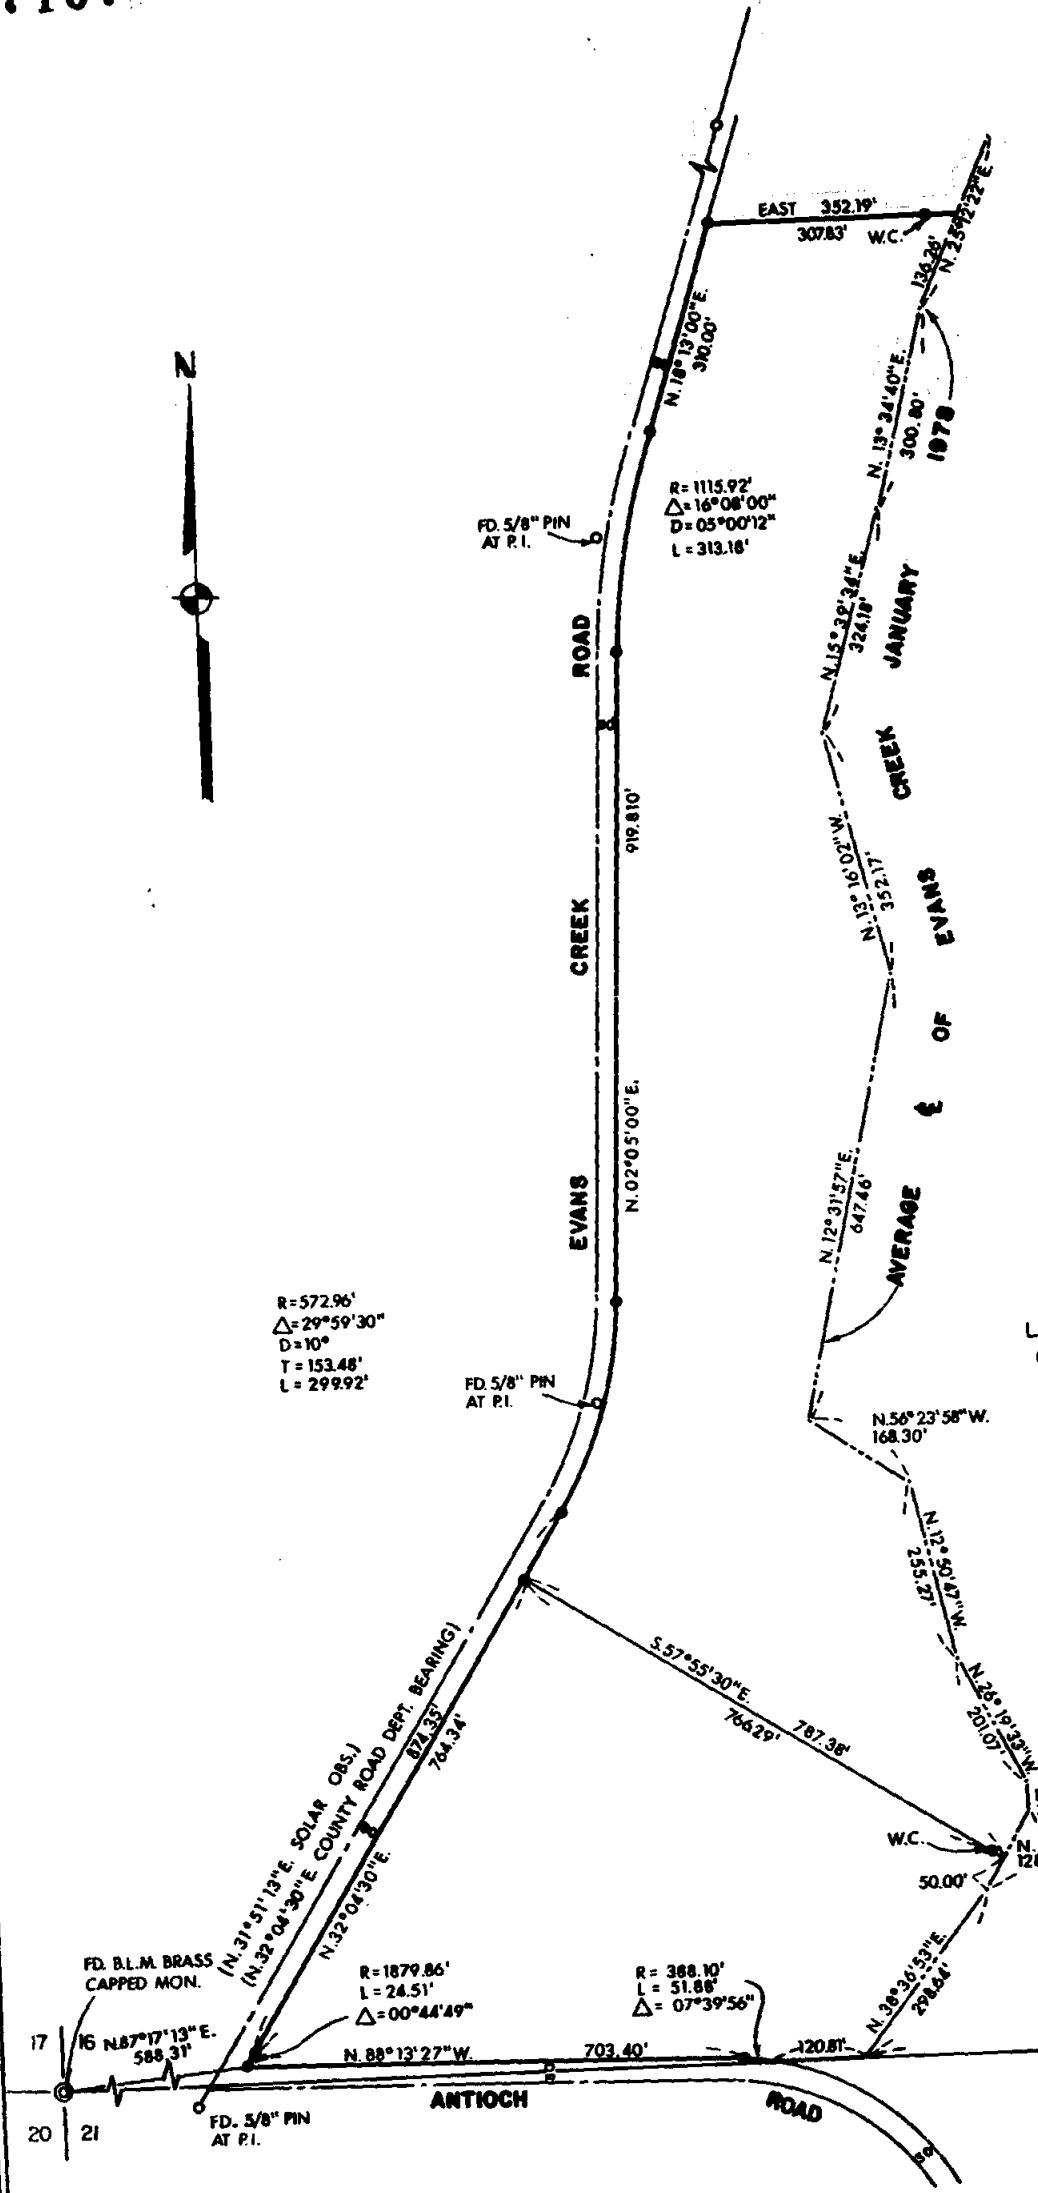 N
EAST 352.19'
307.83' W.C.
N. 25°12'22"E.
136.26'
N. 18°13'00"E.
310.00'
N. 13°34'40"E.
300.80'
1978
R=1115.92'
△=16°08'00"
D=05°00'12"
L=313.18'
FD. 5/8" PIN
AT P.I.
N.15°39'34"E.
324.18'
JANUARY
ROAD
CREEK
919.810'
N.13°16'02"W.
352.17'
EVANS
CREEK
OF
℄
N.02°05'00"E.
N.12°31'57"E.
647.46'
AVERAGE
EVANS
R=572.96'
△=29°59'30"
D=10°
T=153.48'
L=299.92'
FD. 5/8" PIN
AT P.I.
N.56°23'58"W.
168.30'
N.12°50'47"W.
255.27'
S.57°55'30"E.
766.29' 787.38'
N.26°19'33"W.
201.07'
(N.31°51'13"E. SOLAR OBS.)
(N.32°04'30"E. COUNTY ROAD DEPT. BEARING)
874.35'
764.34'
N.32°04'30"E.
W.C.
N.
50.00'
N.38°36'53"E.
298.64'
FD. B.L.M. BRASS
CAPPED MON.
R=1879.86'
L=24.51'
△=00°44'49"
R= 388.10'
L= 51.88'
△= 07°39'56"
17 16 N.87°17'13"E.
588.31'
N.88°13'27"W. 703.40' 120.81'
ANTIOCH ROAD
FD. 5/8" PIN
AT P.I.
20 21